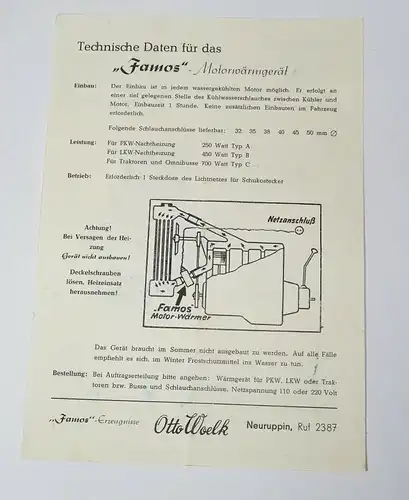 Technische Daten für das
„Famos"-Motorwärmgerät
Einbau: Der Einbau ist in jedem wassergekühlten Motor möglich. Er erfolgt an
einer tief gelegenen Stelle des Kühlwasserschlauches zwischen Kühler und
Motor. Einbauzeit 1 Stunde. Keine zusätzlichen Einbauten im Fahrzeug
erforderlich.
Folgende Schlauchanschlüsse lieferbar: 32 35 38 40 45 50 mm Ø
Leistung: Für PKW-Nachtheizung 250 Watt Typ A
Für LKW-Nachtheizung 450 Watt Typ B
Für Traktoren und Omnibusse 700 Watt Typ C
Betrieb: Erforderlich 1 Steckdose des Lichtnetzes für Schukostecker
Achtung!
Bei Versagen der Hei-
zung
Gerät nicht ausbauen!
Deckelschrauben
lösen, Heizeinsatz
herausnehmen!
Netzanschluß
„Famos"
Motor-Wärmer
Das Gerät braucht im Sommer nicht ausgebaut zu werden. Auf alle Fälle
empfiehlt es sich, im Winter Frostschutzmittel ins Wasser zu tun.
Bestellung: Bei Auftragserteilung bitte angeben: Wärmgerät für PKW, LKW oder Trak-
toren bzw. Busse und Schlauchanschlüsse. Netzspannung 110 oder 220 Volt
„Famos"-Erzeugnisse Otto Woelk Neuruppin, Ruf 2387